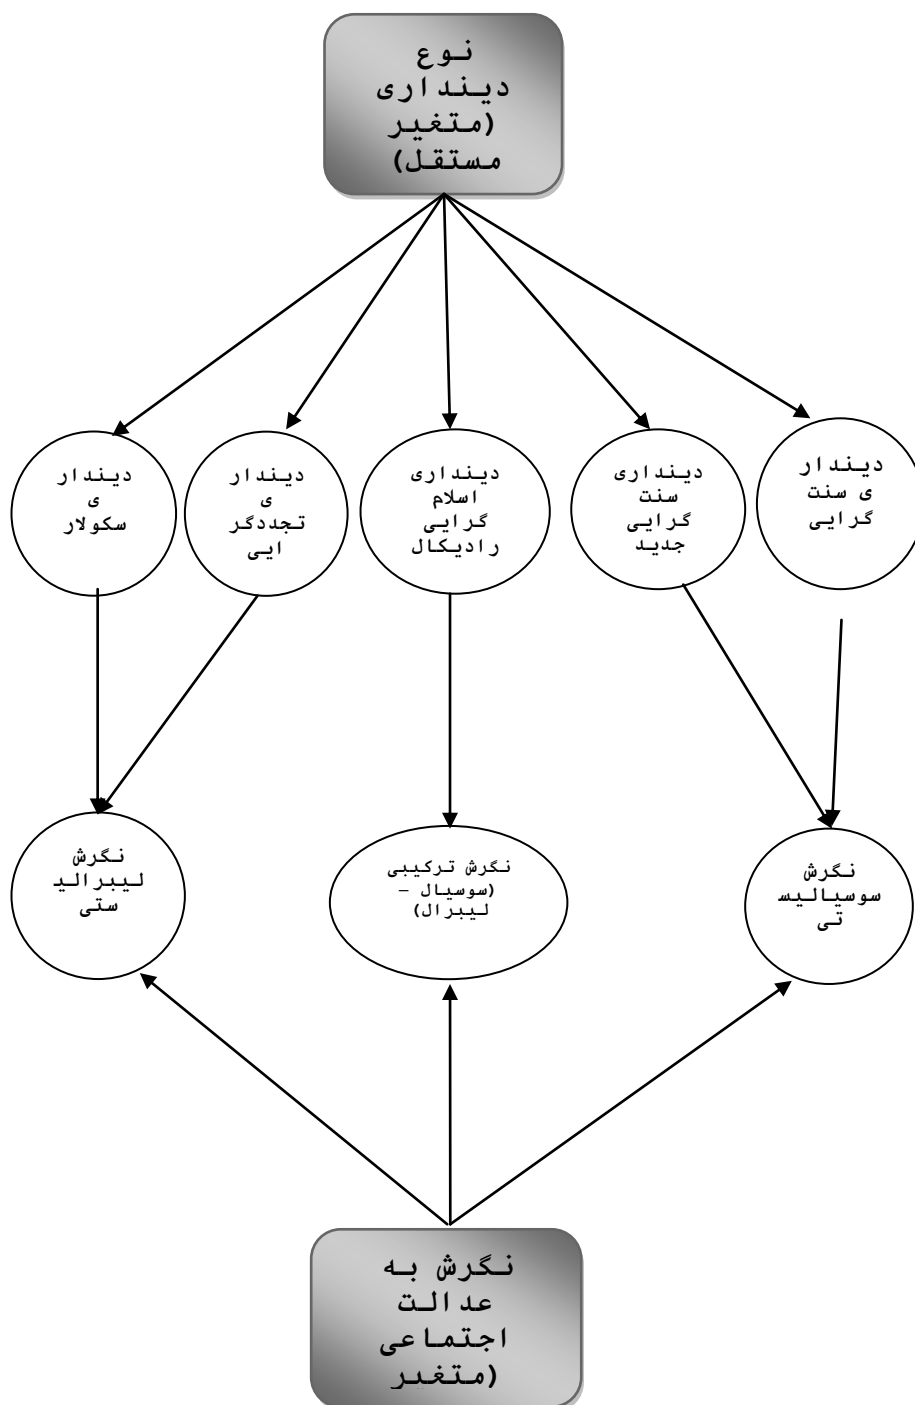 نوع
دینداری
(متغیر
مستقل)
دیندار
ی سنت
گرایی
دینداری
سنت
گرایی
جدید
دینداری
اسلام
گرایی
رادیکال
دیندار
ی
تجددگر
ایی
دیندار
ی
سکولار
نگرش
سوسیالیس
تی
نگرش ترکیبی
(سوسیال –
لیبرال)
نگرش
لیبرالی
ستی
نگرش به
عدالت
اجتماعی
(متغیر